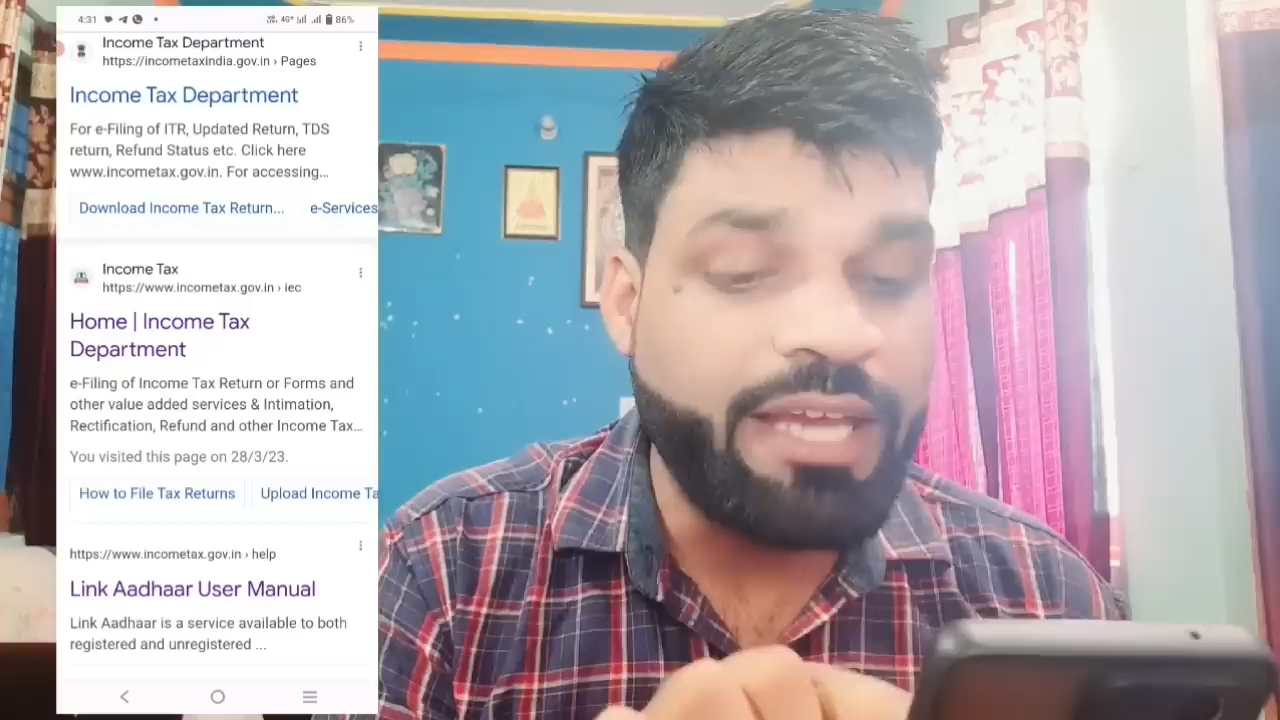 4:31
4G+
86%
Income Tax Department
https://incometaxindia.gov.in › Pages
Income Tax Department
For e-Filing of ITR, Updated Return, TDS
return, Refund Status etc. Click here
www.incometax.gov.in. For accessing...
Download Income Tax Return... e-Services
Income Tax
https://www.incometax.gov.in › iec
Home | Income Tax
Department
e-Filing of Income Tax Return or Forms and
other value added services & Intimation,
Rectification, Refund and other Income Tax...
You visited this page on 28/3/23.
How to File Tax Returns Upload Income Ta
https://www.incometax.gov.in › help
Link Aadhaar User Manual
Link Aadhaar is a service available to both
registered and unregistered ...